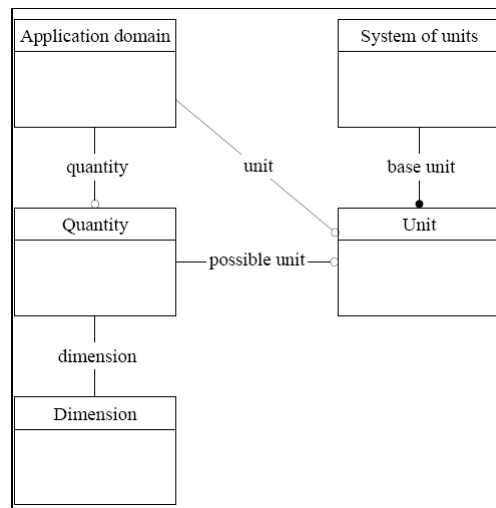 Application domain
System of units
quantity
unit
base unit
Quantity
Unit
possible unit
dimension
Dimension